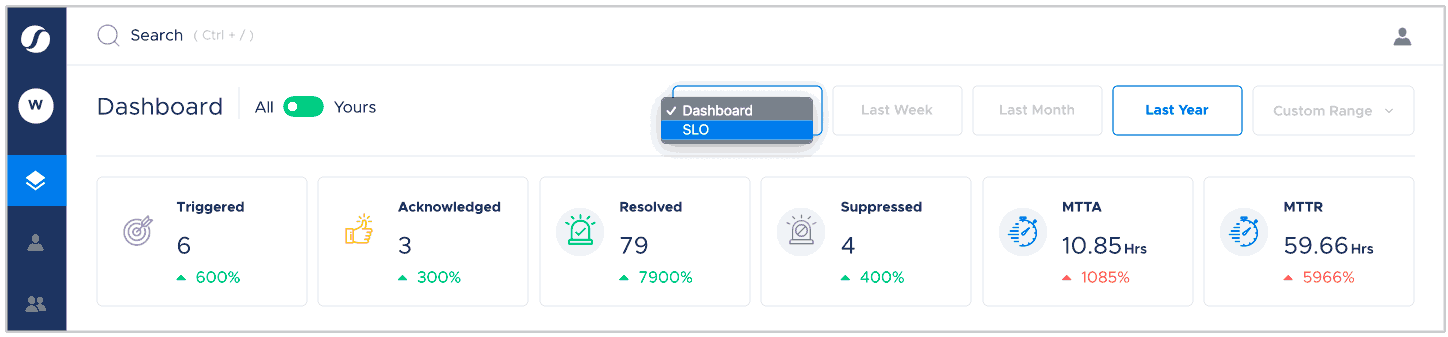 Search ( Ctrl + / )
W
Dashboard All Yours
✓ Dashboard
SLO
Last Week Last Month Last Year Custom Range
Triggered
6
600%
Acknowledged
3
300%
Resolved
79
7900%
Suppressed
4
400%
MTTA
10.85 Hrs
1085%
MTTR
59.66 Hrs
5966%